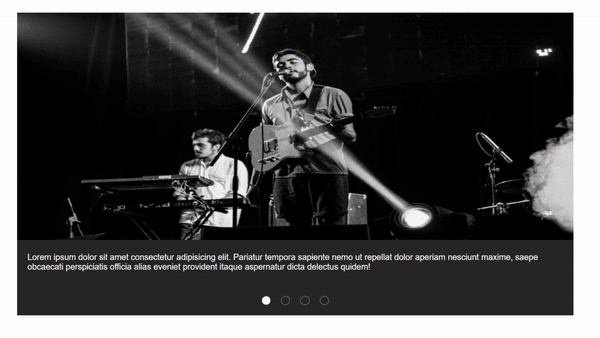 Lorem ipsum dolor sit amet consectetur adipisicing elit. Pariatur tempora sapiente nemo ut repellat dolor aperiam nesciunt maxime, saepe
obcaecati perspiciatis officia alias eveniet provident itaque aspernatur dicta delectus quidem!